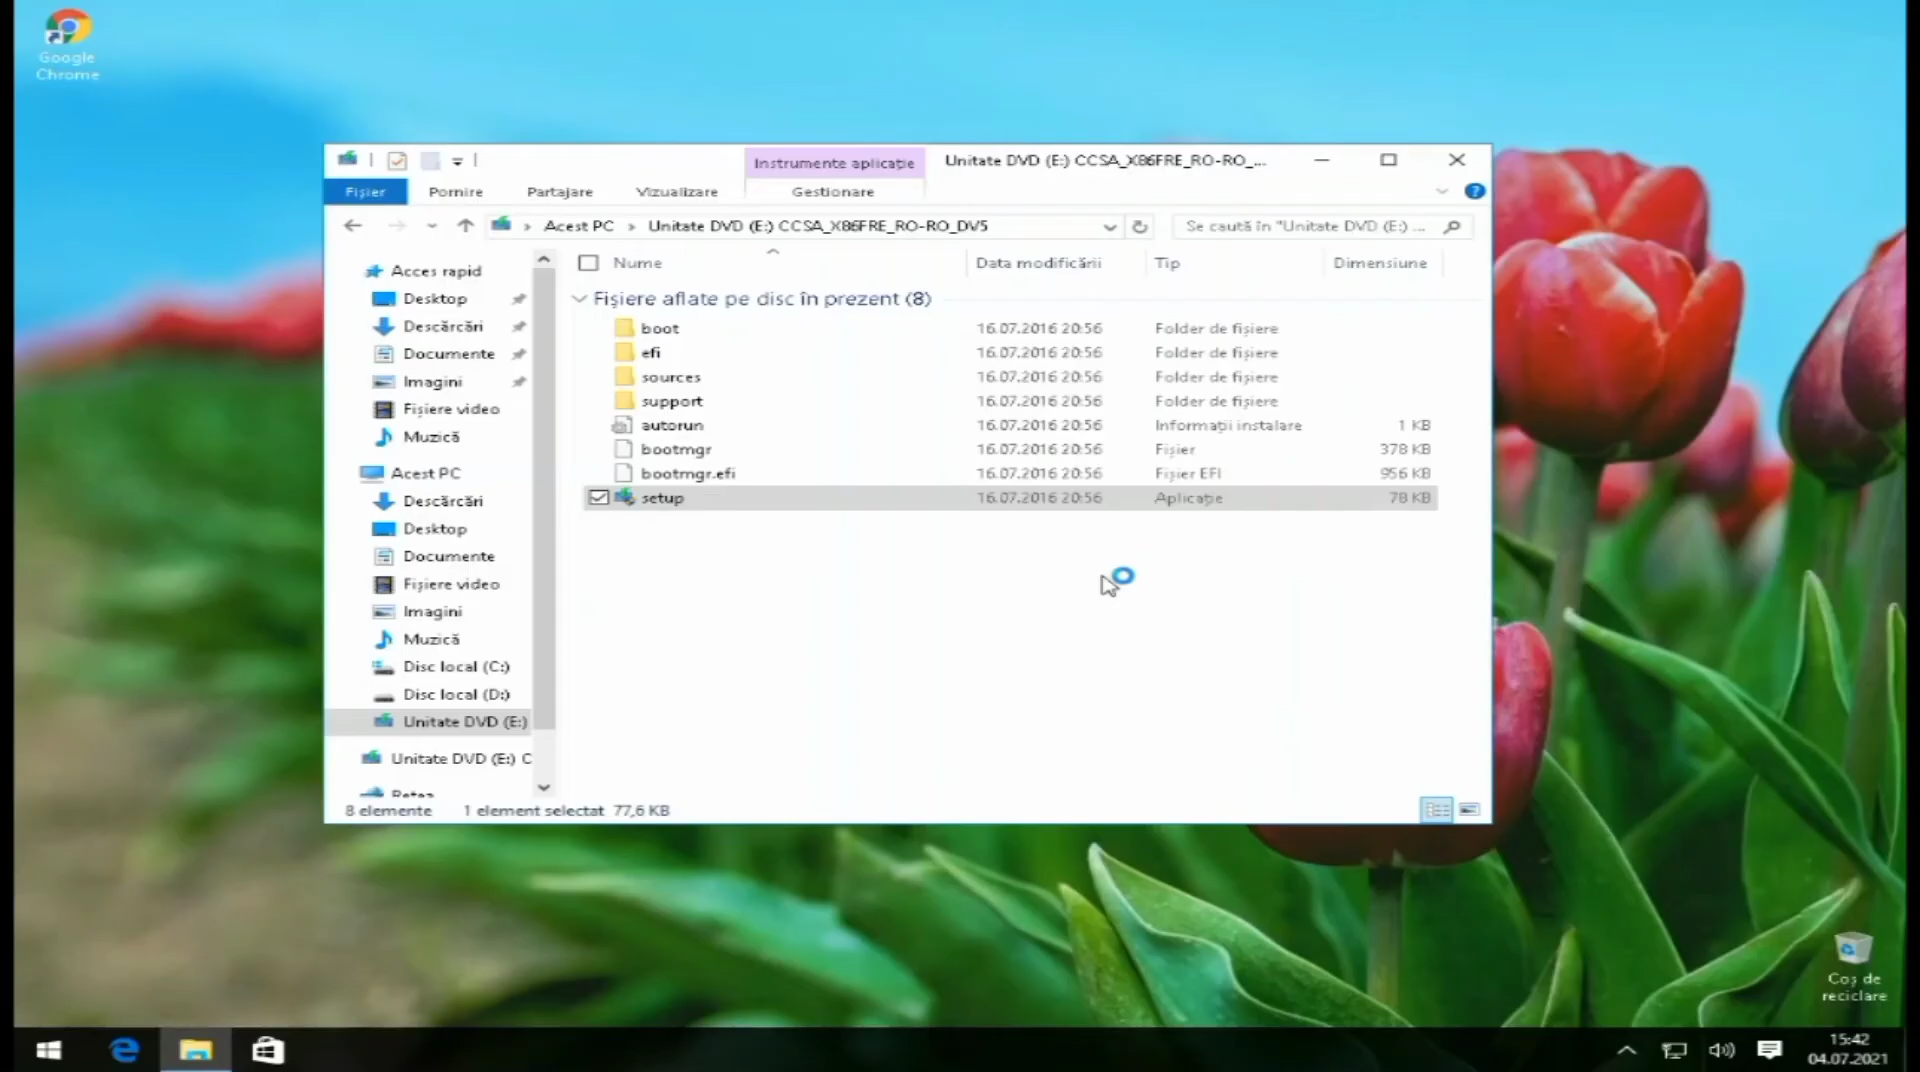 Google
Chrome
Instrumente aplicație
Unitate DVD (E:) CCSA_X86FRE_RO-RO_...
Fișier
Pornire
Partajare
Vizualizare
Gestionare
Acest PC
Unitate DVD (E:) CCSA_X86FRE_RO-RO_DV5
Se caută în "Unitate DVD (E:) ...
Nume
Data modificării
Tip
Dimensiune
Fișiere aflate pe disc în prezent (8)
boot 16.07.2016 20:56 Folder de fișiere
efi 16.07.2016 20:56 Folder de fișiere
sources 16.07.2016 20:56 Folder de fișiere
support 16.07.2016 20:56 Folder de fișiere
autorun 16.07.2016 20:56 Informații instalare 1 KB
bootmgr 16.07.2016 20:56 Fișier 378 KB
bootmgr.efi 16.07.2016 20:56 Fișier EFI 956 KB
setup 16.07.2016 20:56 Aplicație 78 KB
Acces rapid
Desktop
Descărcări
Documente
Imagini
Fișiere video
Muzică
Acest PC
Descărcări
Desktop
Documente
Fișiere video
Imagini
Muzică
Disc local (C:)
Disc local (D:)
Unitate DVD (E:)
Unitate DVD (E:) C
8 elemente
1 element selectat 77,6 KB
Coș de
reciclare
15:42
04.07.2021